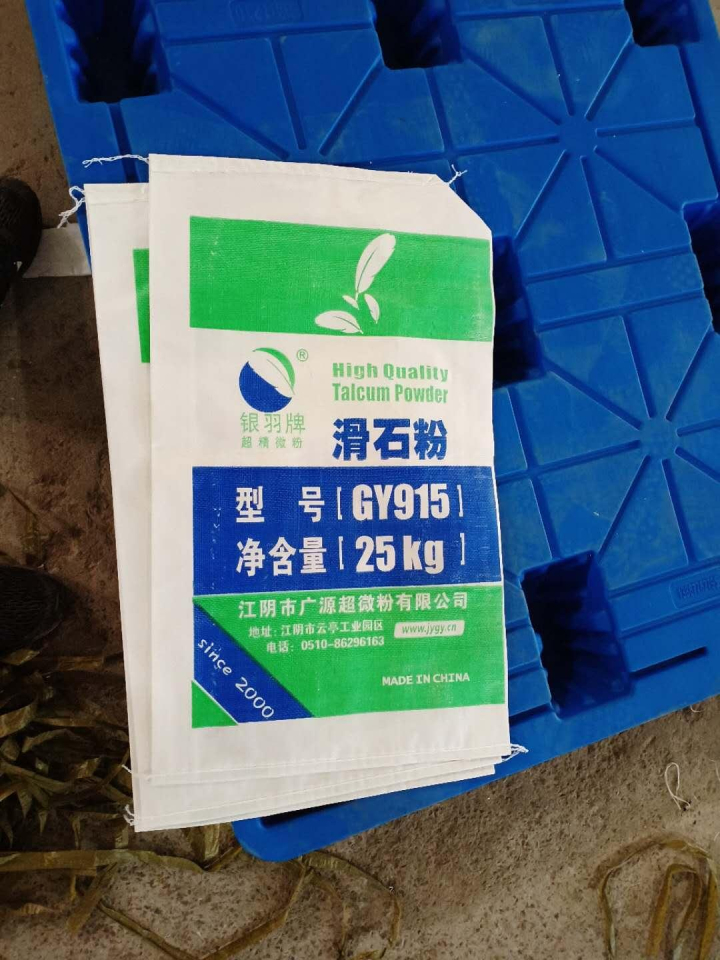 ®
High Quality
Talcum Powder
银羽牌
超精微粉
滑石粉
型 号[GY915]
净含量[25kg]
江阴市广源超微粉有限公司
地址:江阴市云亭工业园区
www.jygy.cn
电话: 0510-86296163
since 2000
MADE IN CHINA